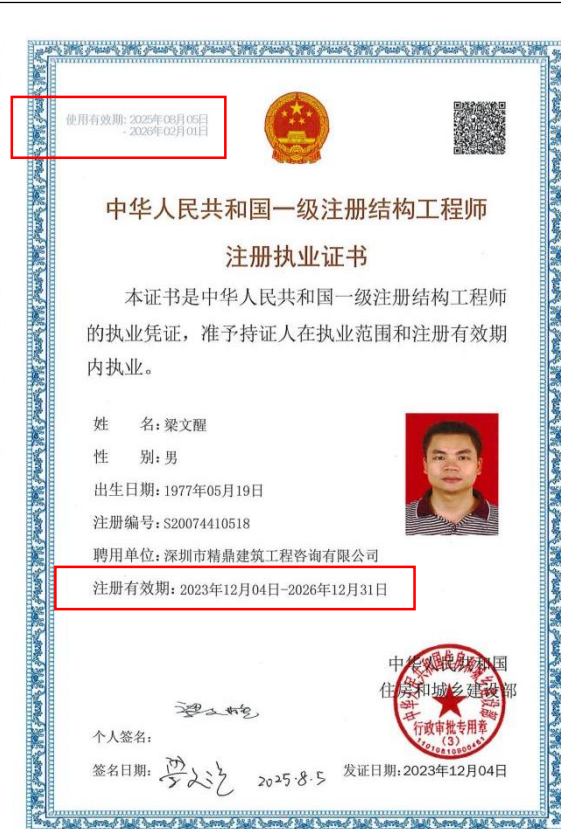 使用有效期: 2025年08月05日
- 2026年02月01日
中华人民共和国一级注册结构工程师
注册执业证书
本证书是中华人民共和国一级注册结构工程师
的执业凭证，准予持证人在执业范围和注册有效期
内执业。
姓 名:梁文醒
性 别:男
出生日期:1977年05月19日
注册编号:S20074410518
聘用单位:深圳市精鼎建筑工程咨询有限公司
注册有效期:2023年12月04日-2026年12月31日
中华人民共和国
住房和城乡建设部
行政审批专用章
(3)
个人签名:
签名日期: 2025.8.5
发证日期:2023年12月04日